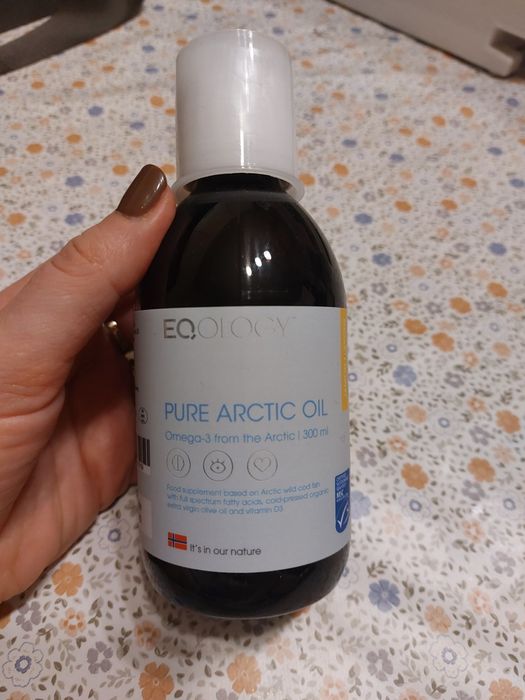 EQOLOGY
PURE ARCTIC OIL
Omega-3 from the Arctic | 300 ml
Food supplement based on Arctic wild cod fish
with full spectrum fatty acids, cold-pressed organic
extra virgin olive oil and vitamin D3
It's in our nature